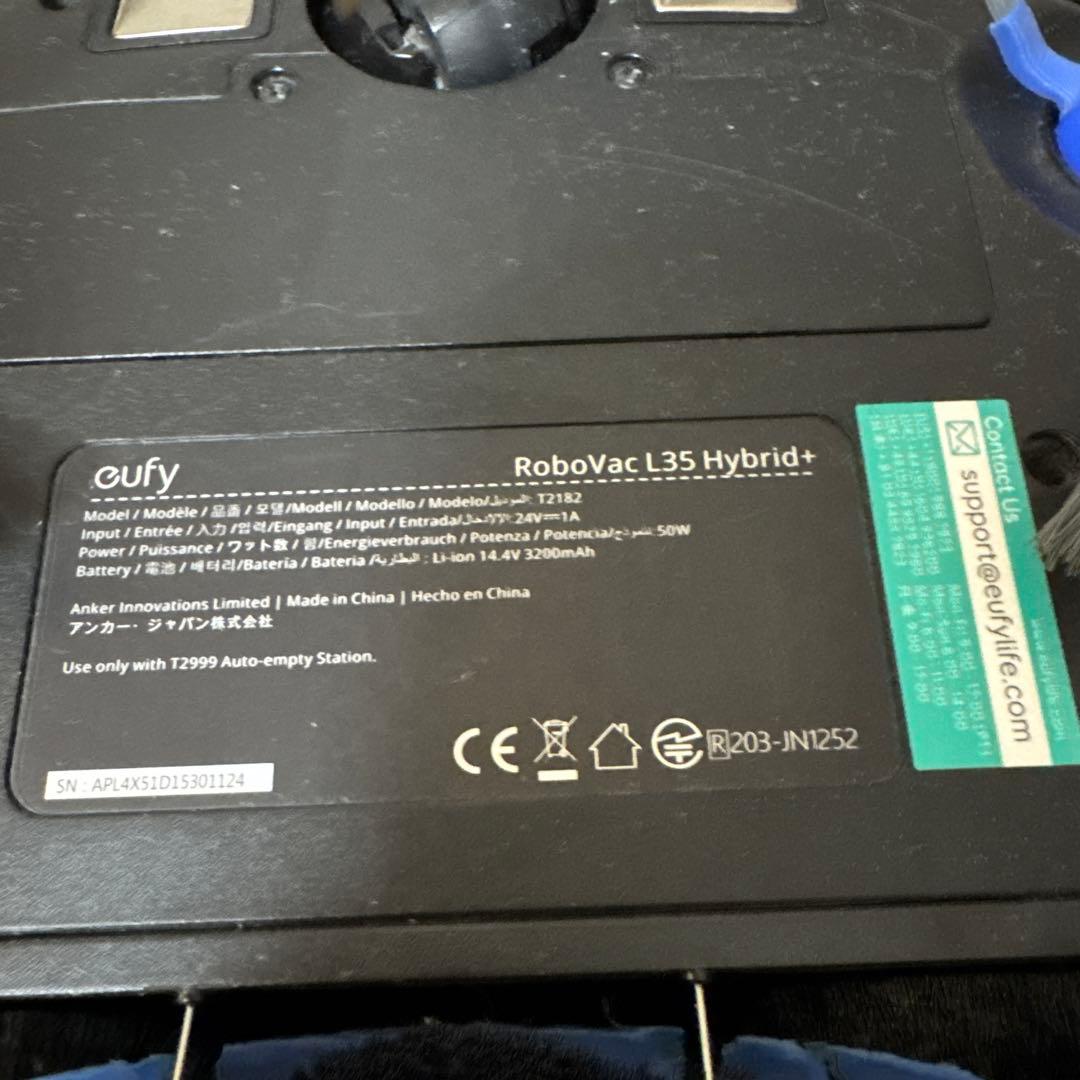 eufy
RoboVac L35 Hybrid+
Model / Modèle / 品番 / 모델/Modell / Modello / Modelo/الموديل: T2182
Input / Entrée / 入力 /입력/Eingang / Input / Entrada/الإدخال: 24V⎓1A
Power / Puissance / ワット数 / 힘/Energieverbrauch / Potenza / Potencia/ 50W
Battery / 電池 / 배터리/Bateria / Bateria /البطارية : Li-ion 14.4V 3200mAh
Anker Innovations Limited | Made in China | Hecho en China
アンカー・ジャパン株式会社
Use only with T2999 Auto-empty Station.
CE
R 203-JN1252
SN : APL4X51D15301124
Contact Us
support@eufylife.com